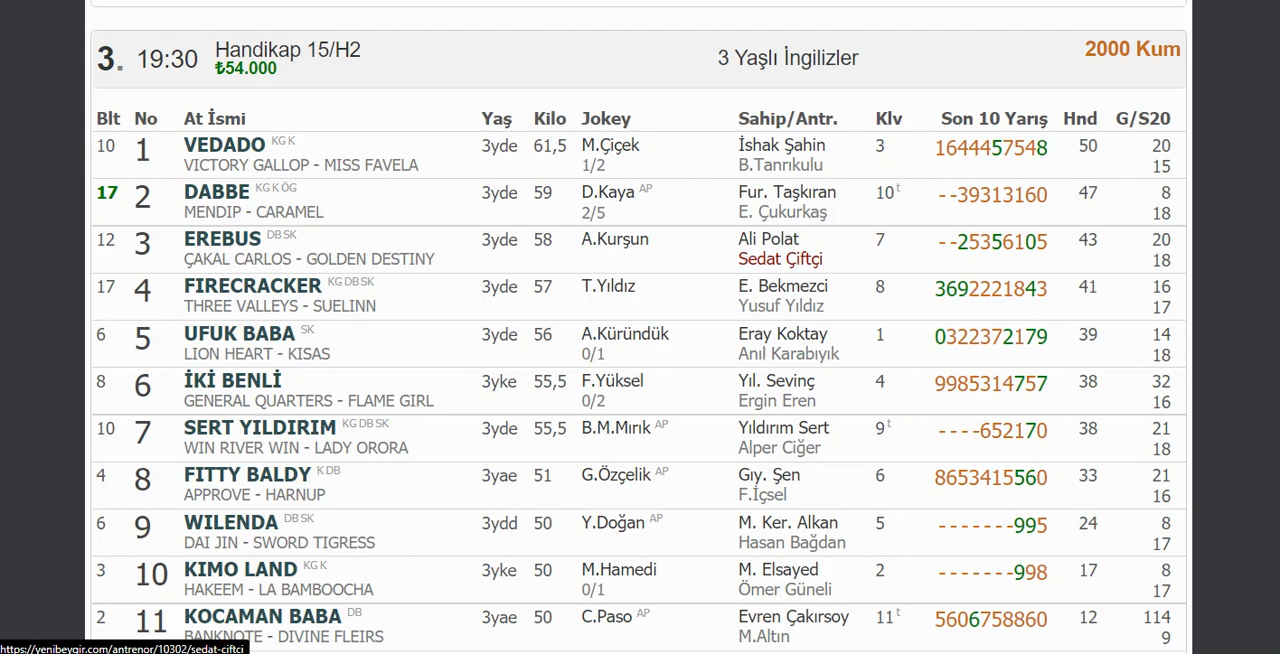 3. 19:30 Handikap 15/H2 3 Yaşlı İngilizler 2000 Kum
₺54.000
Blt No At İsmi Yaş Kilo Jokey Sahip/Antr. Klv Son 10 Yarış Hnd G/S20
10 1 VEDADO KG K 3yde 61,5 M.Çiçek İshak Şahin 3 1644457548 50 20
VICTORY GALLOP - MISS FAVELA 1/2 B.Tanrıkulu 15
17 2 DABBE KG K ÖG 3yde 59 D.Kaya AP Fur. Taşkıran 10t --39313160 47 8
MENDIP - CARAMEL 2/5 E. Çukurkaş 18
12 3 EREBUS DB SK 3yde 58 A.Kurşun Ali Polat 7 --25356105 43 20
ÇAKAL CARLOS - GOLDEN DESTINY Sedat Çiftçi 18
17 4 FIRECRACKER KG DB SK 3yde 57 T.Yıldız E. Bekmezci 8 3692221843 41 16
THREE VALLEYS - SUELINN Yusuf Yıldız 17
6 5 UFUK BABA SK 3yde 56 A.Küründük Eray Koktay 1 0322372179 39 14
LION HEART - KISAS 0/1 Anıl Karabıyık 18
8 6 İKİ BENLİ 3yke 55,5 F.Yüksel Yıl. Sevinç 4 9985314757 38 32
GENERAL QUARTERS - FLAME GIRL 0/2 Ergin Eren 16
10 7 SERT YILDIRIM KG DB SK 3yde 55,5 B.M.Mırık AP Yıldırım Sert 9t ----652170 38 21
WIN RIVER WIN - LADY ORORA Alper Ciğer 18
4 8 FITTY BALDY K DB 3yae 51 G.Özçelik AP Gıy. Şen 6 8653415560 33 21
APPROVE - HARNUP F.İçsel 16
6 9 WILENDA DB SK 3ydd 50 Y.Doğan AP M. Ker. Alkan 5 -------995 24 8
DAI JIN - SWORD TIGRESS Hasan Bağdan 17
3 10 KIMO LAND KG K 3yke 50 M.Hamedi M. Elsayed 2 -------998 17 8
HAKEEM - LA BAMBOOCHA 0/1 Ömer Güneli 17
2 11 KOCAMAN BABA DB 3yae 50 C.Paso AP Evren Çakırsoy 11t 5606758860 12 114
BANKNOTE - DIVINE FLEIRS M.Altın 9
https://yenibeygir.com/antrenor/10302/sedat-ciftci